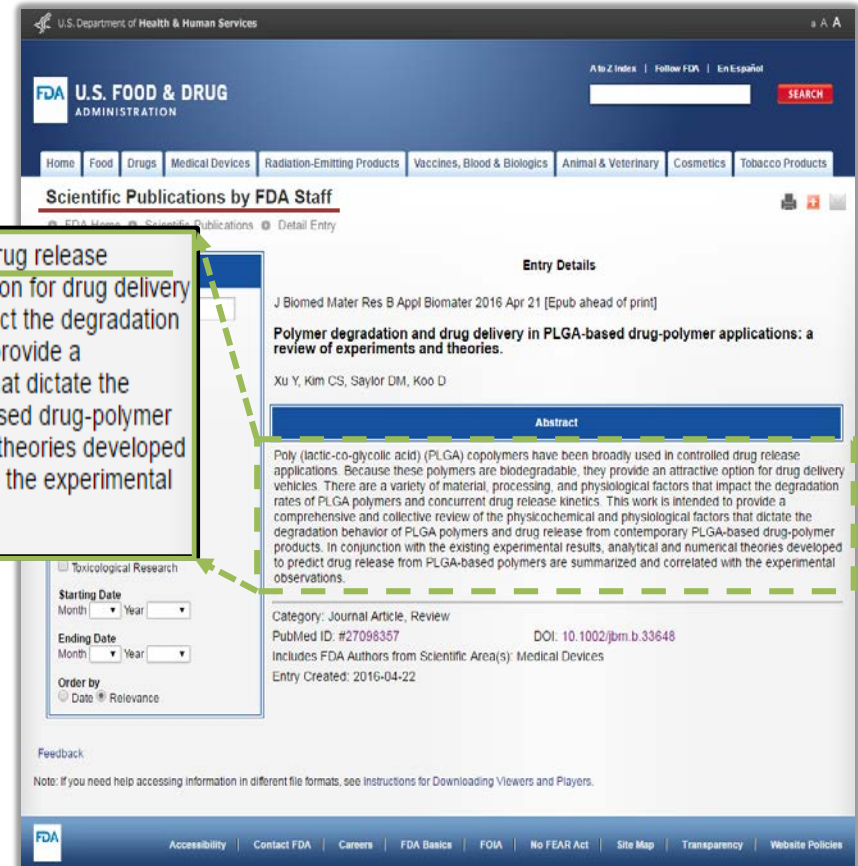 U.S. Department of Health & Human Services
a A A
A to Z Index | Follow FDA | En Español
FDA U.S. FOOD & DRUG
ADMINISTRATION
SEARCH
Home Food Drugs Medical Devices Radiation-Emitting Products Vaccines, Blood & Biologics Animal & Veterinary Cosmetics Tobacco Products
Scientific Publications by FDA Staff
FDA Home Scientific Publications Detail Entry
rug release
on for drug delivery
ct the degradation
provide a
at dictate the
sed drug-polymer
theories developed
the experimental
Toxicological Research
Starting Date
Month Year
Ending Date
Month Year
Order by
Date Relevance
Entry Details
J Biomed Mater Res B Appl Biomater 2016 Apr 21 [Epub ahead of print]
Polymer degradation and drug delivery in PLGA-based drug-polymer applications: a
review of experiments and theories.
Xu Y, Kim CS, Saylor DM, Koo D
Abstract
Poly (lactic-co-glycolic acid) (PLGA) copolymers have been broadly used in controlled drug release
applications. Because these polymers are biodegradable, they provide an attractive option for drug delivery
vehicles. There are a variety of material, processing, and physiological factors that impact the degradation
rates of PLGA polymers and concurrent drug release kinetics. This work is intended to provide a
comprehensive and collective review of the physicochemical and physiological factors that dictate the
degradation behavior of PLGA polymers and drug release from contemporary PLGA-based drug-polymer
products. In conjunction with the existing experimental results, analytical and numerical theories developed
to predict drug release from PLGA-based polymers are summarized and correlated with the experimental
observations.
Category: Journal Article, Review
PubMed ID: #27098357 DOI: 10.1002/jbm.b.33648
Includes FDA Authors from Scientific Area(s): Medical Devices
Entry Created: 2016-04-22
Feedback
Note: If you need help accessing information in different file formats, see Instructions for Downloading Viewers and Players.
FDA
Accessibility | Contact FDA | Careers | FDA Basics | FOIA | No FEAR Act | Site Map | Transparency | Website Policies